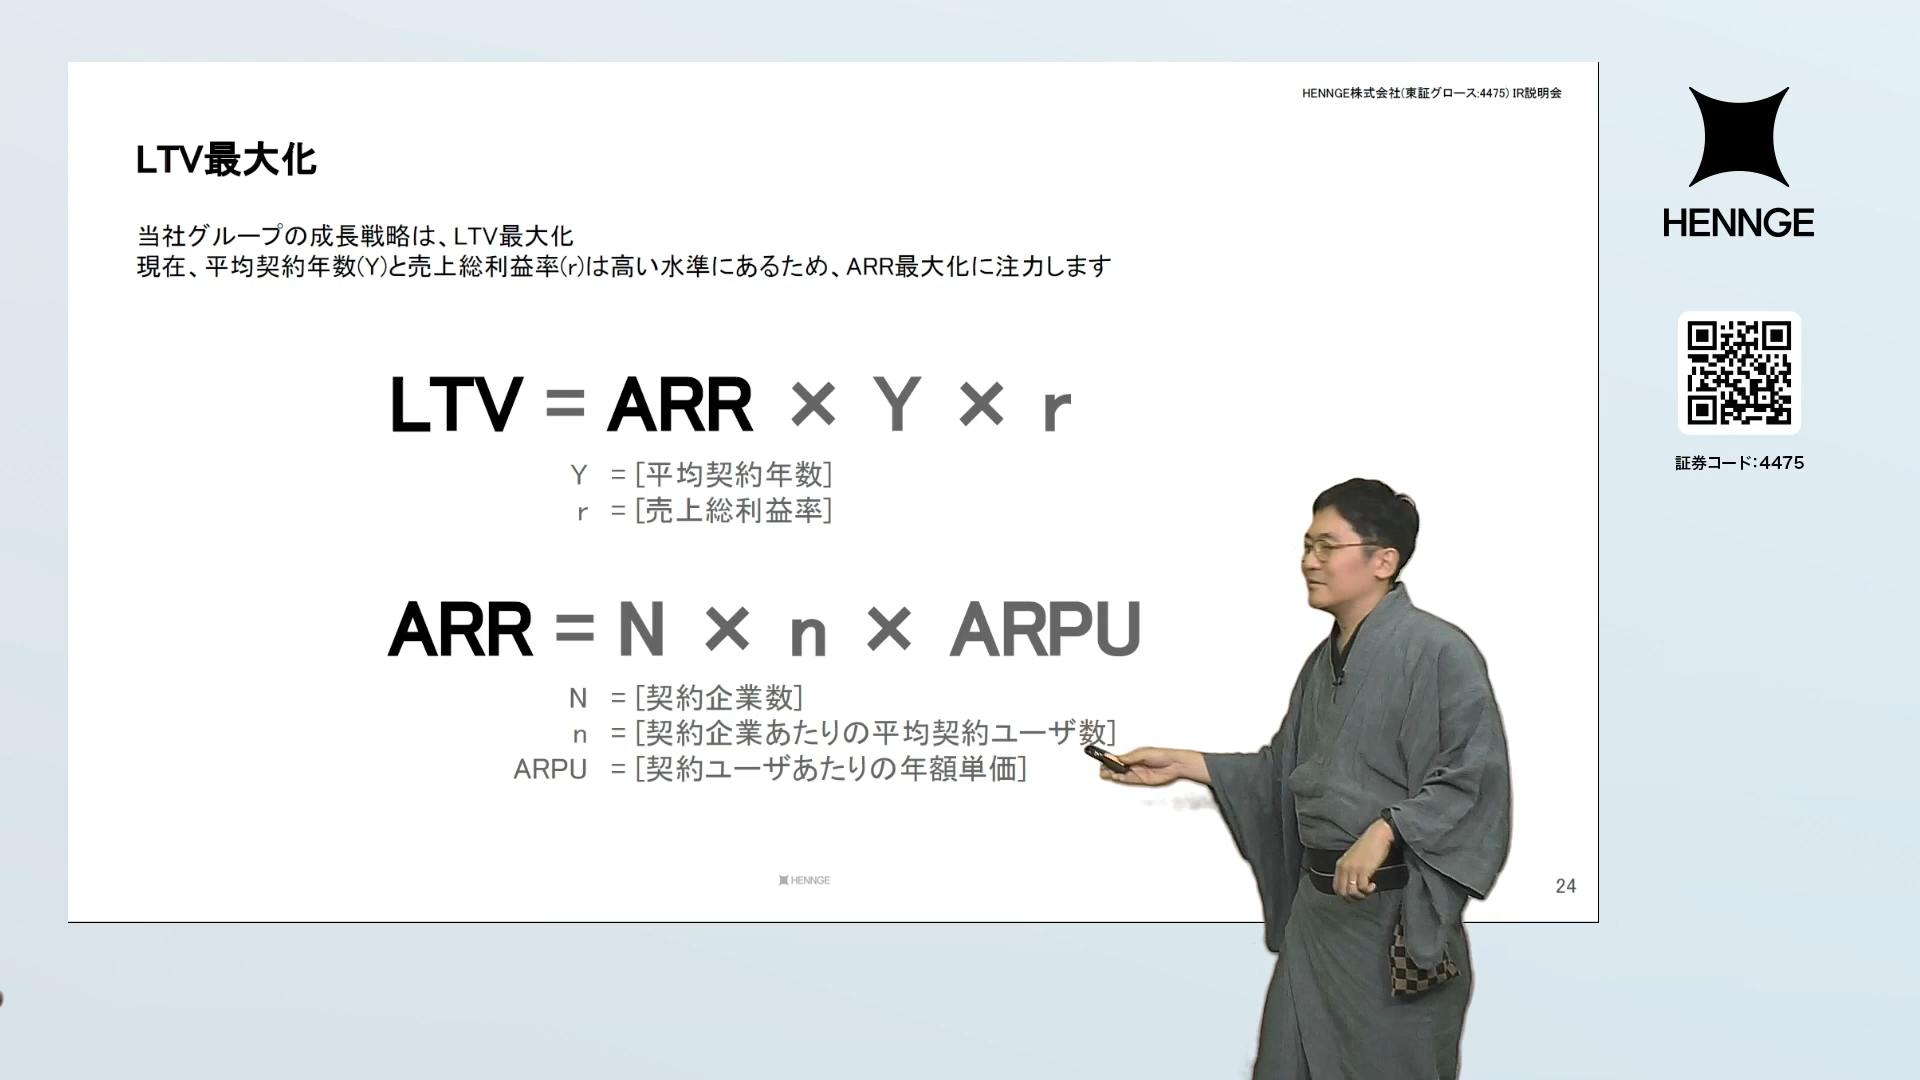 HENNGE株式会社(東証グロース:4475) IR説明会
LTV最大化
当社グループの成長戦略は、LTV最大化
現在、平均契約年数(Y)と売上総利益率(r)は高い水準にあるため、ARR最大化に注力します
LTV = ARR × Y × r
Y = [平均契約年数]
r = [売上総利益率]
ARR = N × n × ARPU
N = [契約企業数]
n = [契約企業あたりの平均契約ユーザ数]
ARPU = [契約ユーザあたりの年額単価]
HENNGE
24
HENNGE
証券コード:4475